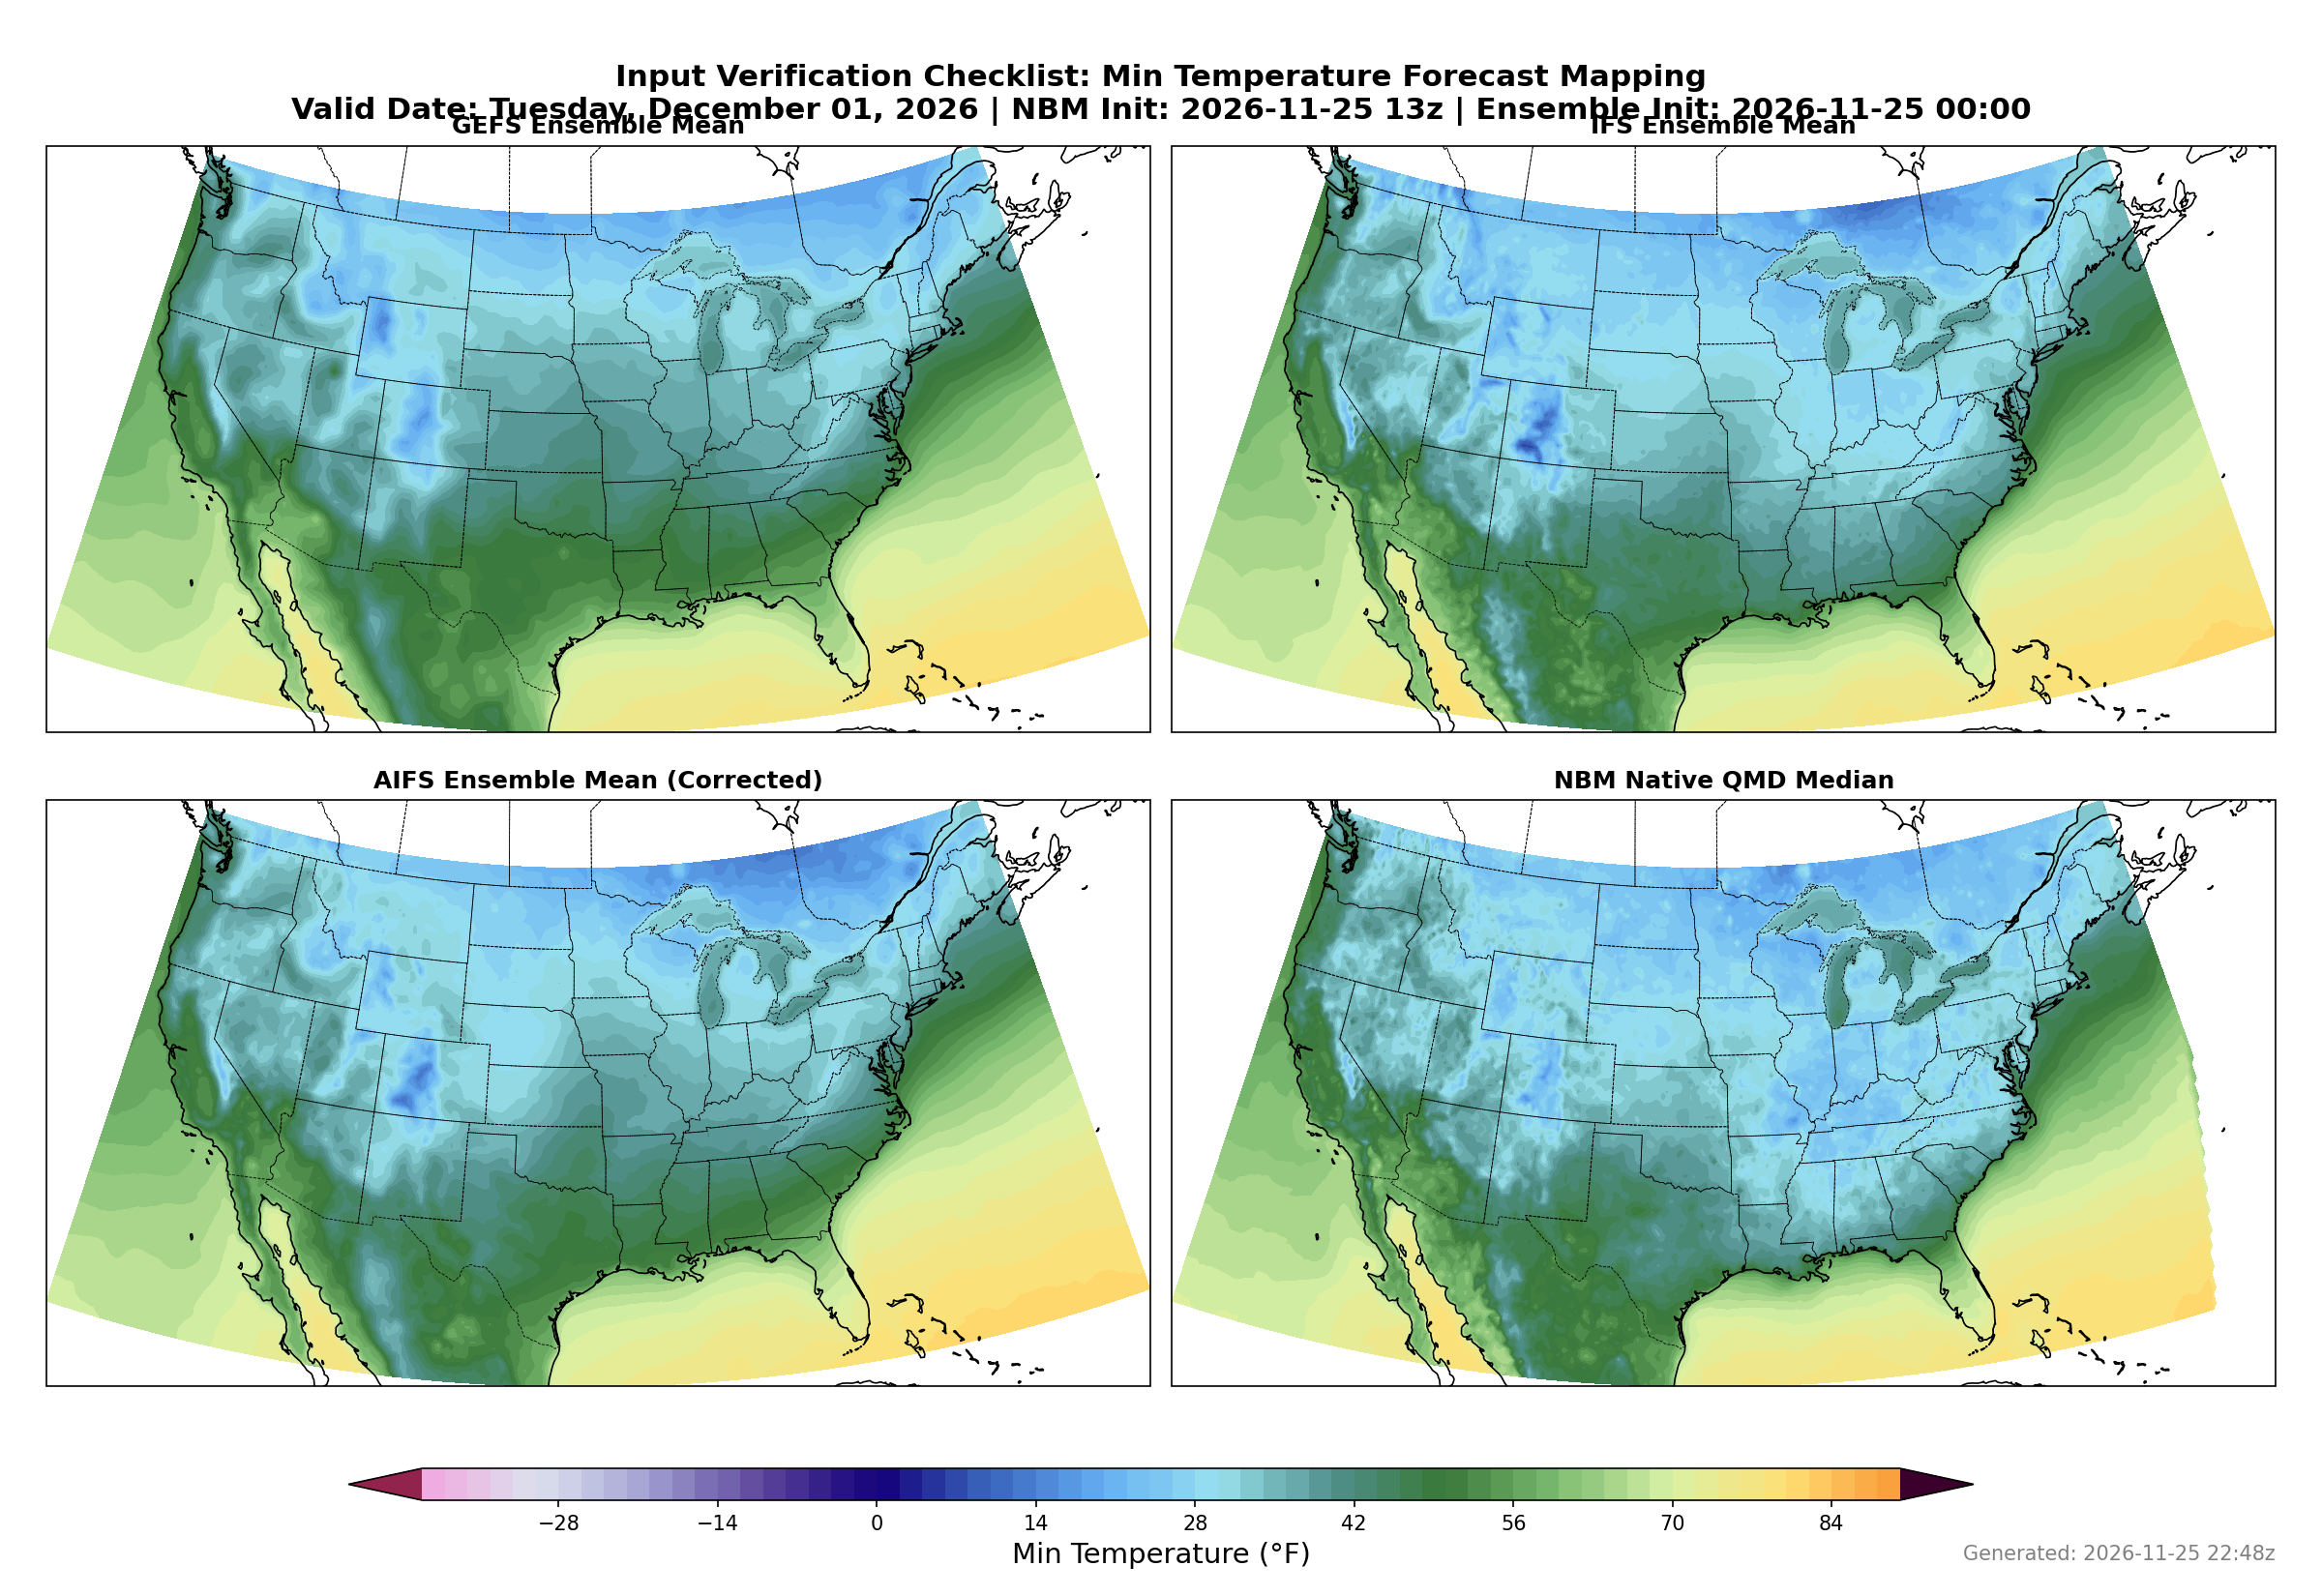 Input Verification Checklist: Min Temperature Forecast Mapping
Valid Date: Tuesday, December 01, 2026 | NBM Init: 2026-11-25 13z | Ensemble Init: 2026-11-25 00:00
GEFS Ensemble Mean
IFS Ensemble Mean
AIFS Ensemble Mean (Corrected)
NBM Native QMD Median
−28 −14 0 14 28 42 56 70 84
Min Temperature (°F)
Generated: 2026-11-25 22:48z